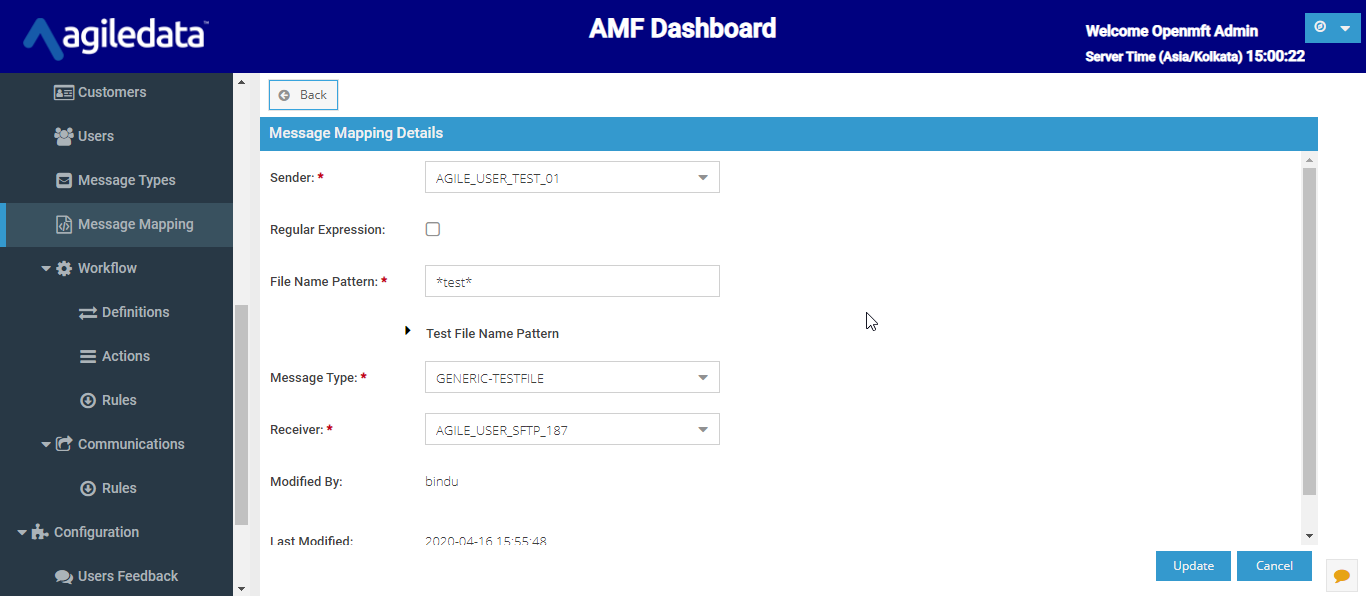 agiledata™
AMF Dashboard
Welcome Openmft Admin
Server Time (Asia/Kolkata) 15:00:22
Customers
Users
Message Types
Message Mapping
Workflow
Definitions
Actions
Rules
Communications
Rules
Configuration
Users Feedback
Back
Message Mapping Details
Sender: * AGILE_USER_TEST_01
Regular Expression:
File Name Pattern: * *test*
Test File Name Pattern
Message Type: * GENERIC-TESTFILE
Receiver: * AGILE_USER_SFTP_187
Modified By: bindu
Last Modified: 2020-04-16 15:55:48
Update Cancel